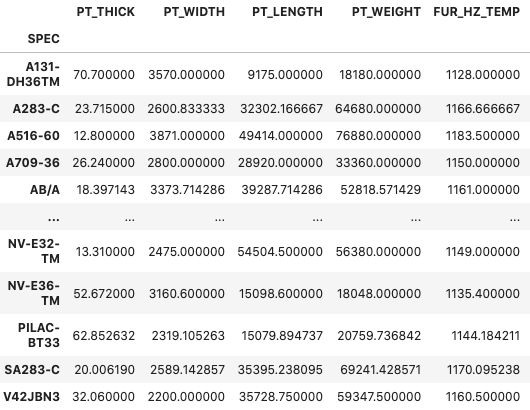 PT_THICK PT_WIDTH PT_LENGTH PT_WEIGHT FUR_HZ_TEMP
SPEC
A131-
DH36TM 70.700000 3570.000000 9175.000000 18180.000000 1128.000000
A283-C 23.715000 2600.833333 32302.166667 64680.000000 1166.666667
A516-60 12.800000 3871.000000 49414.000000 76880.000000 1183.500000
A709-36 26.240000 2800.000000 28920.000000 33360.000000 1150.000000
AB/A 18.397143 3373.714286 39287.714286 52818.571429 1161.000000
... ... ... ... ... ...
NV-E32-
TM 13.310000 2475.000000 54504.500000 56380.000000 1149.000000
NV-E36-
TM 52.672000 3160.600000 15098.600000 18048.000000 1135.400000
PILAC-
BT33 62.852632 2319.105263 15079.894737 20759.736842 1144.184211
SA283-C 20.006190 2589.142857 35395.238095 69241.428571 1170.095238
V42JBN3 32.060000 2200.000000 35728.750000 59347.500000 1160.500000